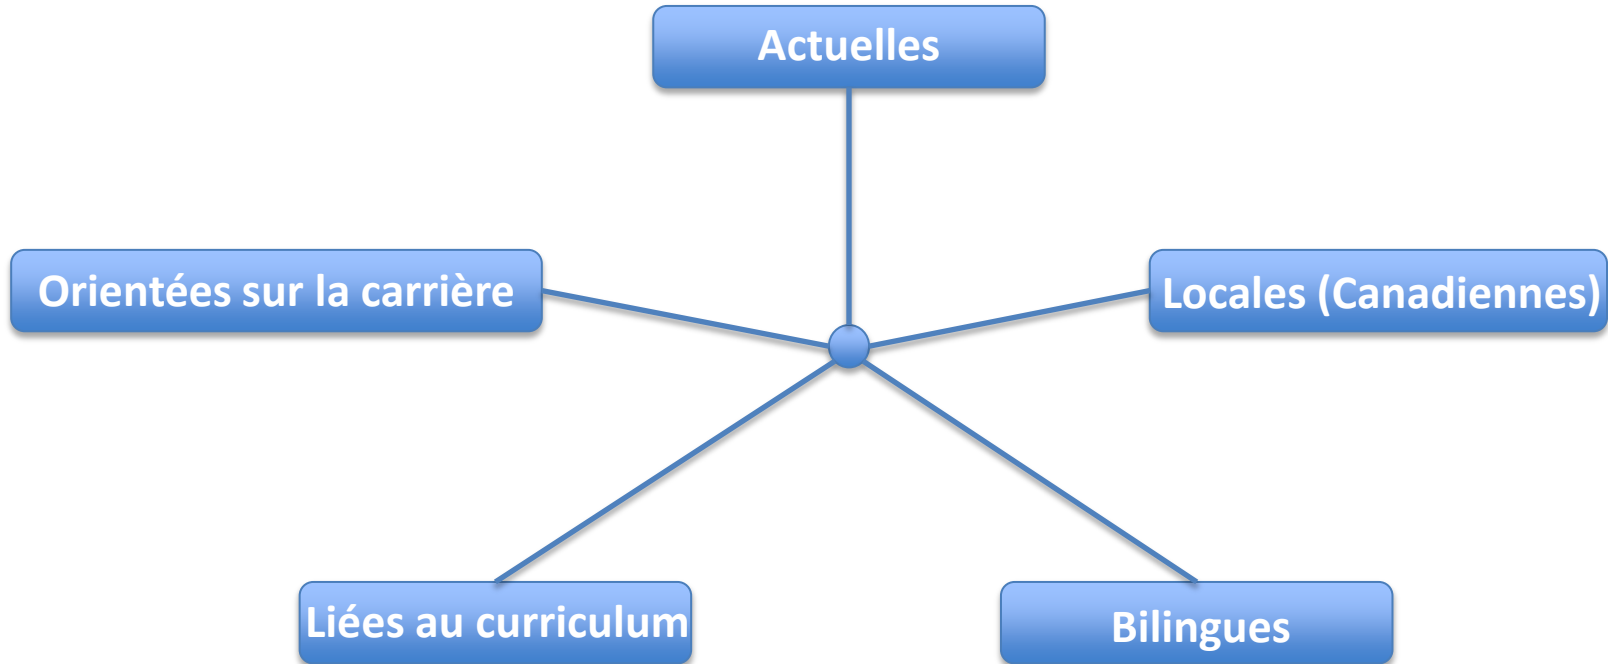 Actuelles
Orientées sur la carrière
Locales (Canadiennes)
Liées au curriculum
Bilingues